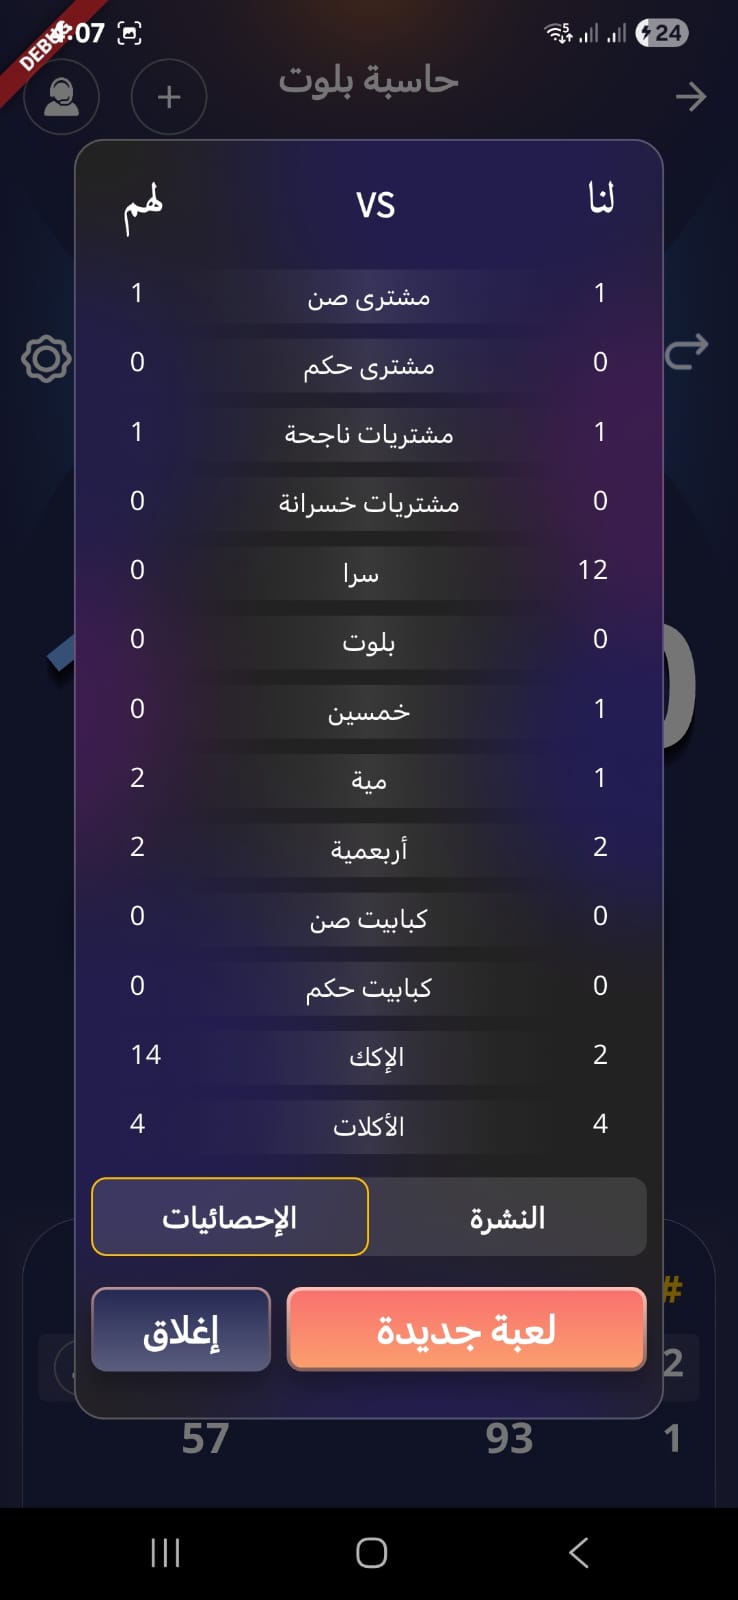 4:07 24
DEBUG
حاسبة بلوت
لنا VS لهم
1 مشترى صن 1
0 مشترى حكم 0
1 مشتريات ناجحة 1
0 مشتريات خسرانة 0
12 سرا 0
0 بلوت 0
1 خمسين 0
1 مية 2
2 أربعمية 2
0 كبابيت صن 0
0 كبابيت حكم 0
2 الإكك 14
4 الأكلات 4
النشرة الإحصائيات
#
لعبة جديدة إغلاق
2
1 93 57